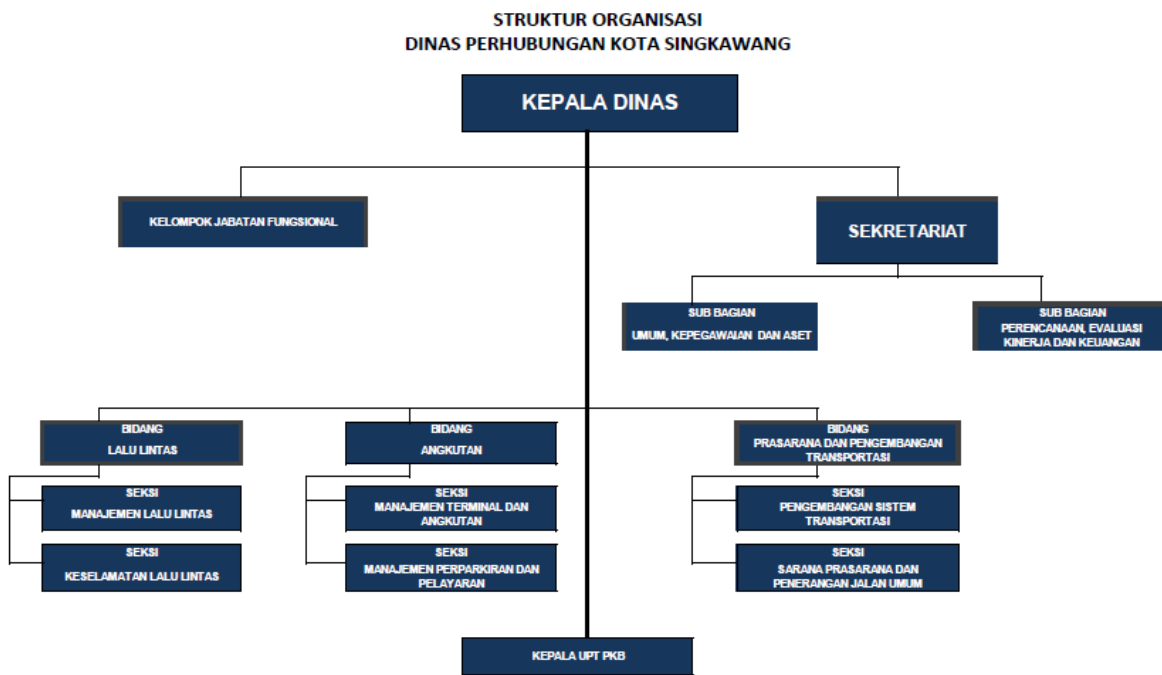 STRUKTUR ORGANISASI
DINAS PERHUBUNGAN KOTA SINGKAWANG
KEPALA DINAS
KELOMPOK JABATAN FUNGSIONAL
SEKRETARIAT
SUB BAGIAN
UMUM, KEPEGAWAIAN DAN ASET
SUB BAGIAN
PERENCANAAN, EVALUASI
KINERJA DAN KEUANGAN
BIDANG
LALU LINTAS
BIDANG
ANGKUTAN
BIDANG
PRASARANA DAN PENGEMBANGAN
TRANSPORTASI
SEKSI
MANAJEMEN LALU LINTAS
SEKSI
MANAJEMEN TERMINAL DAN
ANGKUTAN
SEKSI
PENGEMBANGAN SISTEM
TRANSPORTASI
SEKSI
KESELAMATAN LALU LINTAS
SEKSI
MANAJEMEN PERPARKIRAN DAN
PELAYARAN
SEKSI
SARANA PRASARANA DAN
PENERANGAN JALAN UMUM
KEPALA UPT PKB